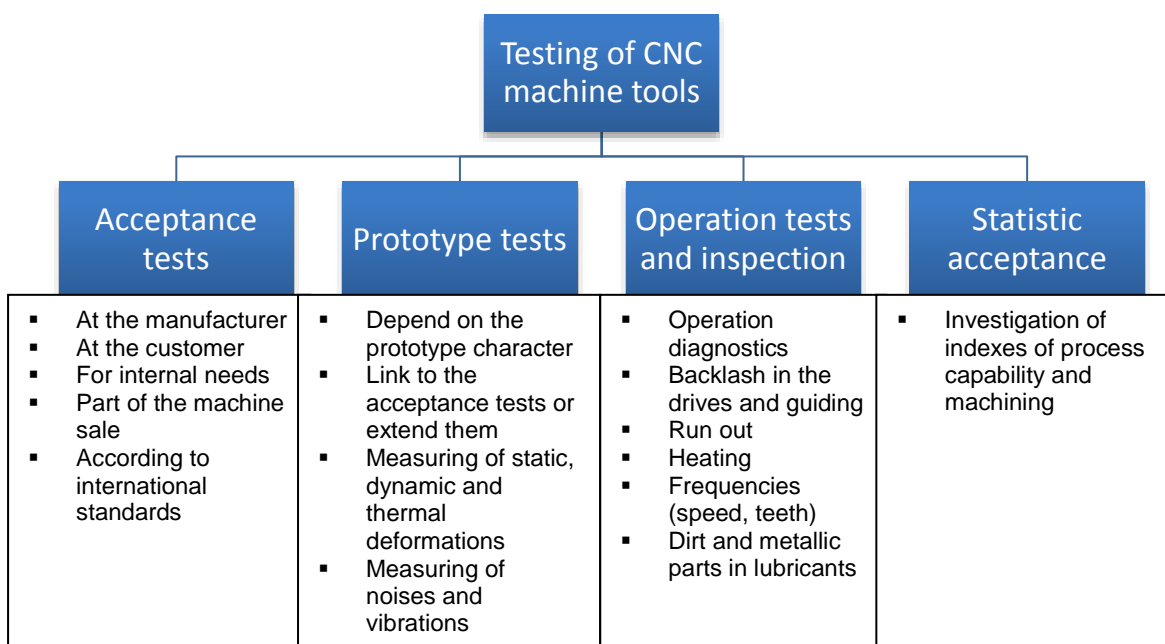 Testing of CNC
machine tools
Acceptance
tests
▪ At the manufacturer
▪ At the customer
▪ For internal needs
▪ Part of the machine
sale
▪ According to
international
standards
Prototype tests
▪ Depend on the
prototype character
▪ Link to the
acceptance tests or
extend them
▪ Measuring of static,
dynamic and
thermal
deformations
▪ Measuring of
noises and
vibrations
Operation tests
and inspection
▪ Operation
diagnostics
▪ Backlash in the
drives and guiding
▪ Run out
▪ Heating
▪ Frequencies
(speed, teeth)
▪ Dirt and metallic
parts in lubricants
Statistic
acceptance
▪ Investigation of
indexes of process
capability and
machining